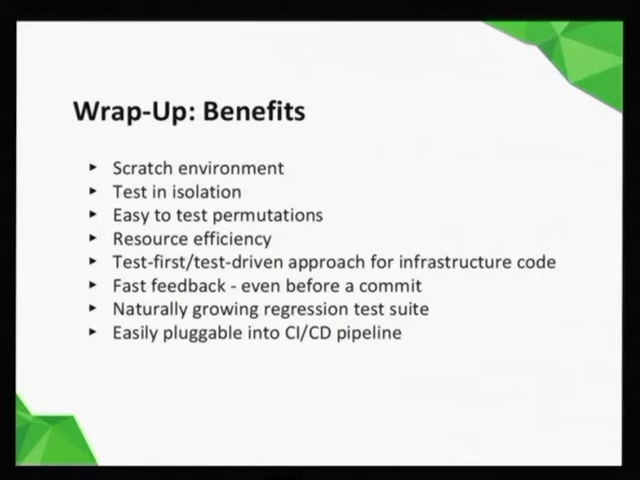 Wrap-Up: Benefits
Scratch environment
Test in isolation
Easy to test permutations
Resource efficiency
Test-first/test-driven approach for infrastructure code
Fast feedback - even before a commit
Naturally growing regression test suite
Easily pluggable into CI/CD pipeline